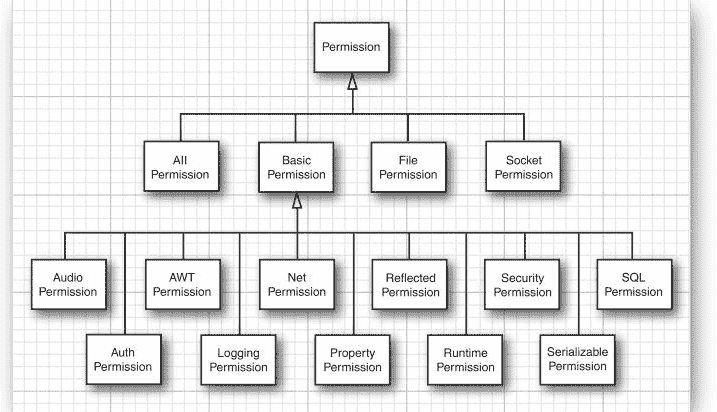 Permission
All
Permission
Basic
Permission
File
Permission
Socket
Permission
Audio
Permission
AWT
Permission
Net
Permission
Reflected
Permission
Security
Permission
SQL
Permission
Auth
Permission
Logging
Permission
Property
Permission
Runtime
Permission
Serializable
Permission